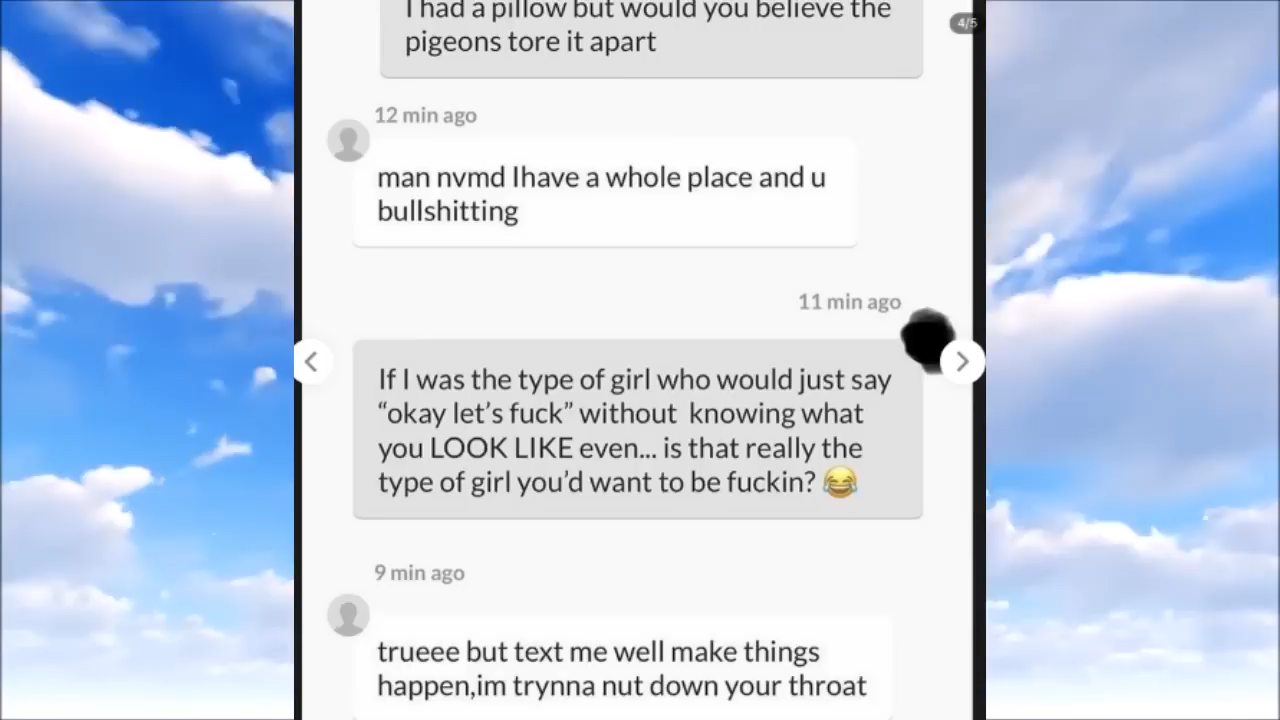 I had a pillow but would you believe the
pigeons tore it apart
4/5
12 min ago
man nvmd Ihave a whole place and u
bullshitting
11 min ago
If I was the type of girl who would just say
“okay let’s fuck” without  knowing what
you LOOK LIKE even... is that really the
type of girl you’d want to be fuckin? 😂
9 min ago
trueee but text me well make things
happen,im trynna nut down your throat